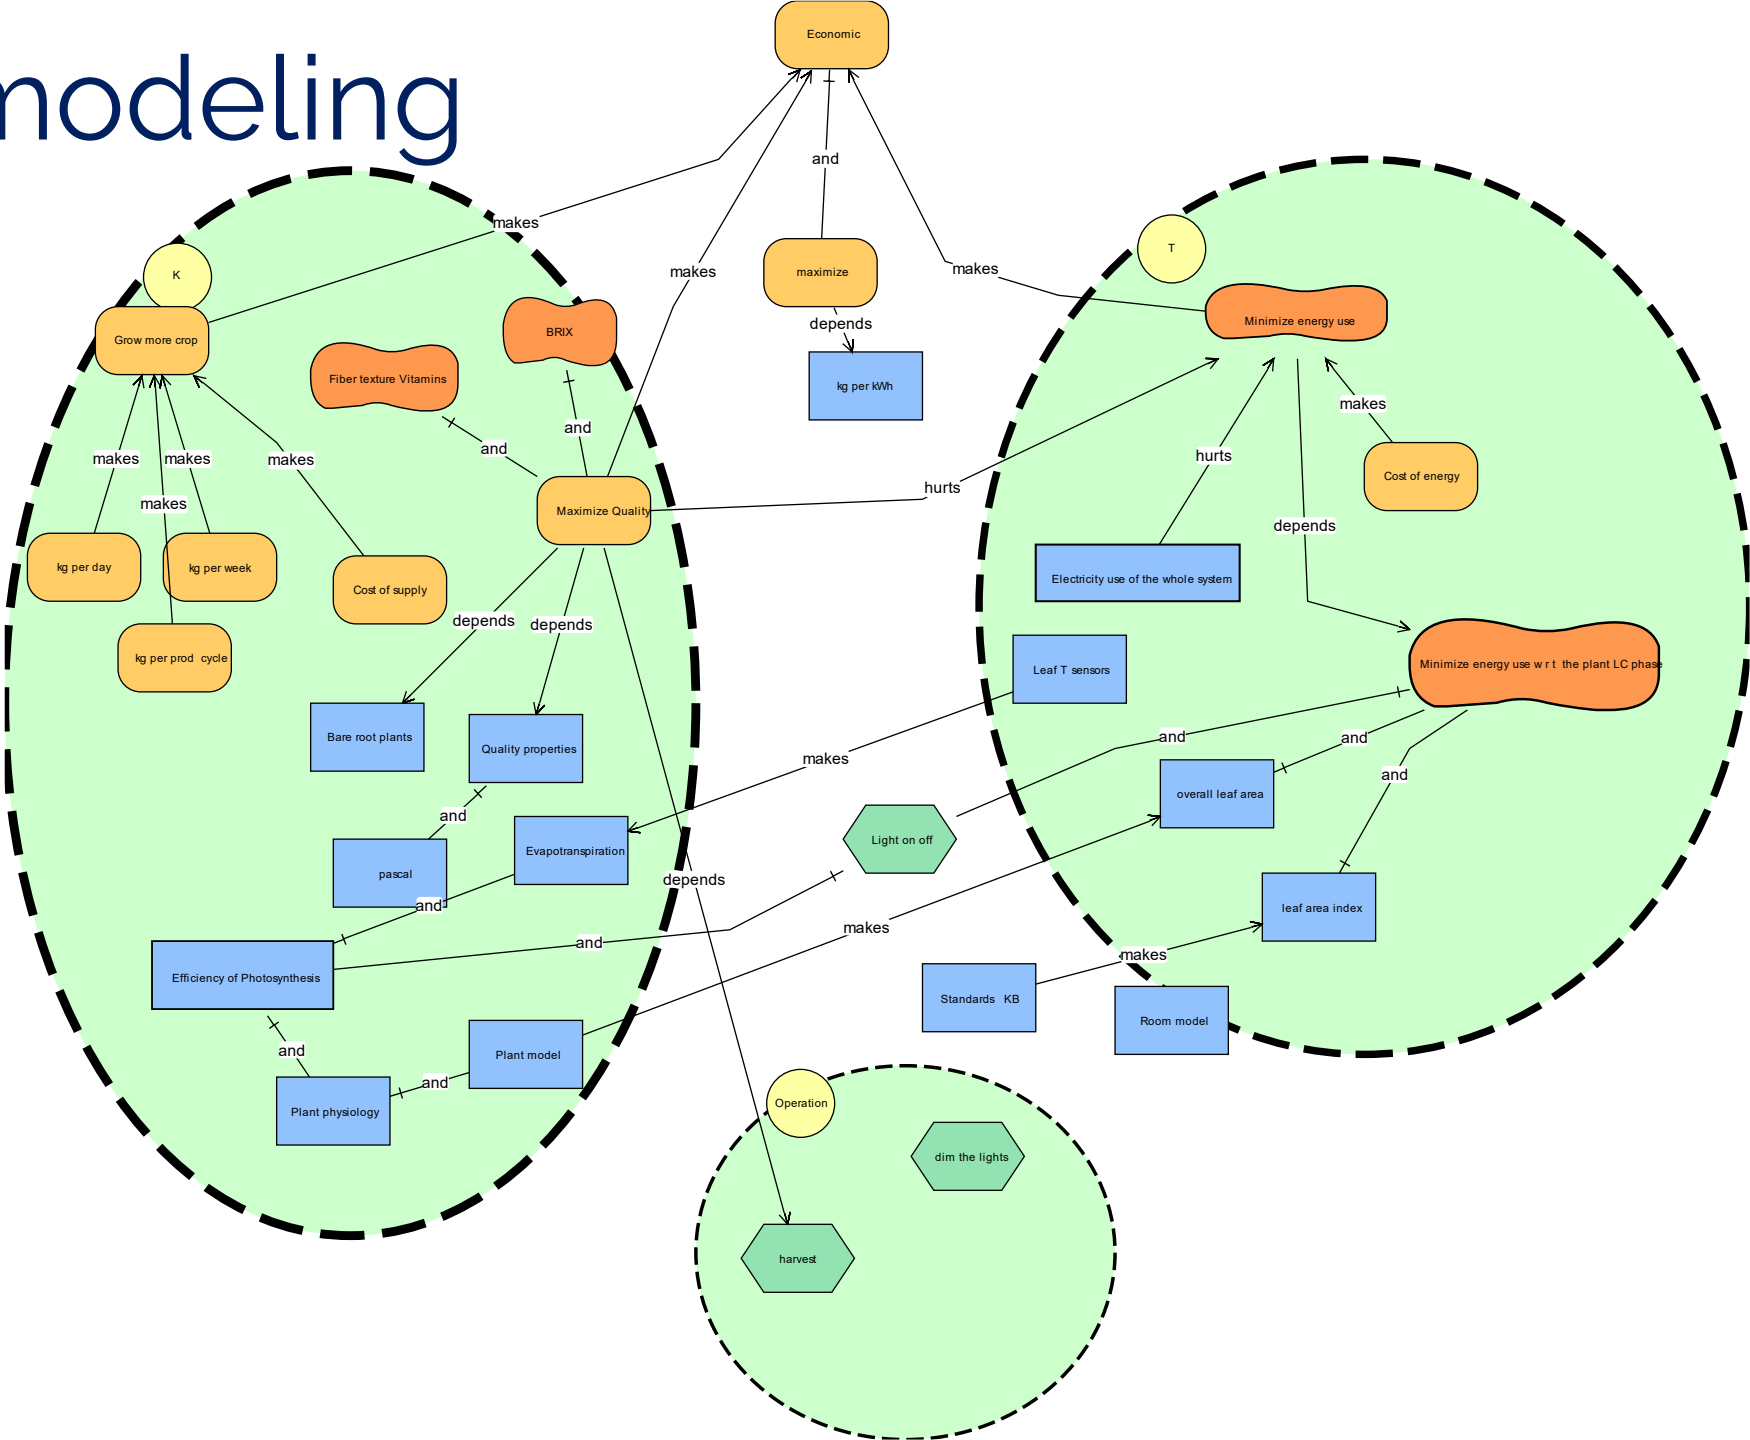 modeling
Economic
makes
and
makes
makes
K
T
Grow more crop
Fiber texture Vitamins
BRIX
maximize
depends
kg per kWh
Minimize energy use
makes
makes
makes
makes
and
and
Maximize Quality
hurts
hurts
makes
Cost of energy
depends
kg per day
kg per week
Cost of supply
kg per prod cycle
depends
depends
depends
Electricity use of the whole system
Leaf T sensors
Minimize energy use w r t the plant LC phase
Bare root plants
Quality properties
makes
and
and
and
and
pascal
Evapotranspiration
Light on off
overall leaf area
leaf area index
and
and
makes
makes
Efficiency of Photosynthesis
Standards KB
Room model
and
Plant model
and
Plant physiology
Operation
dim the lights
harvest